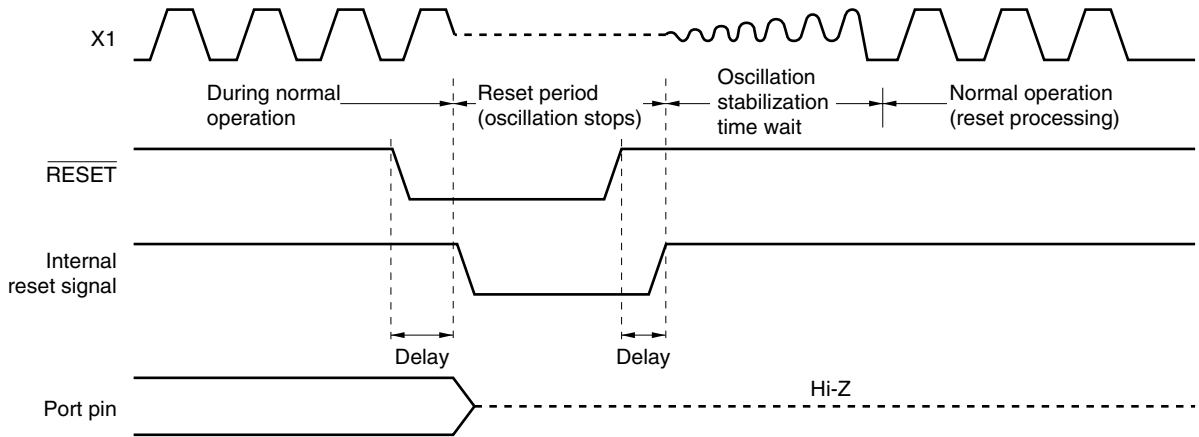 X1
During normal
operation
Reset period
(oscillation stops)
Oscillation
stabilization
time wait
Normal operation
(reset processing)
RESET
Internal
reset signal
Delay
Delay
Hi-Z
Port pin